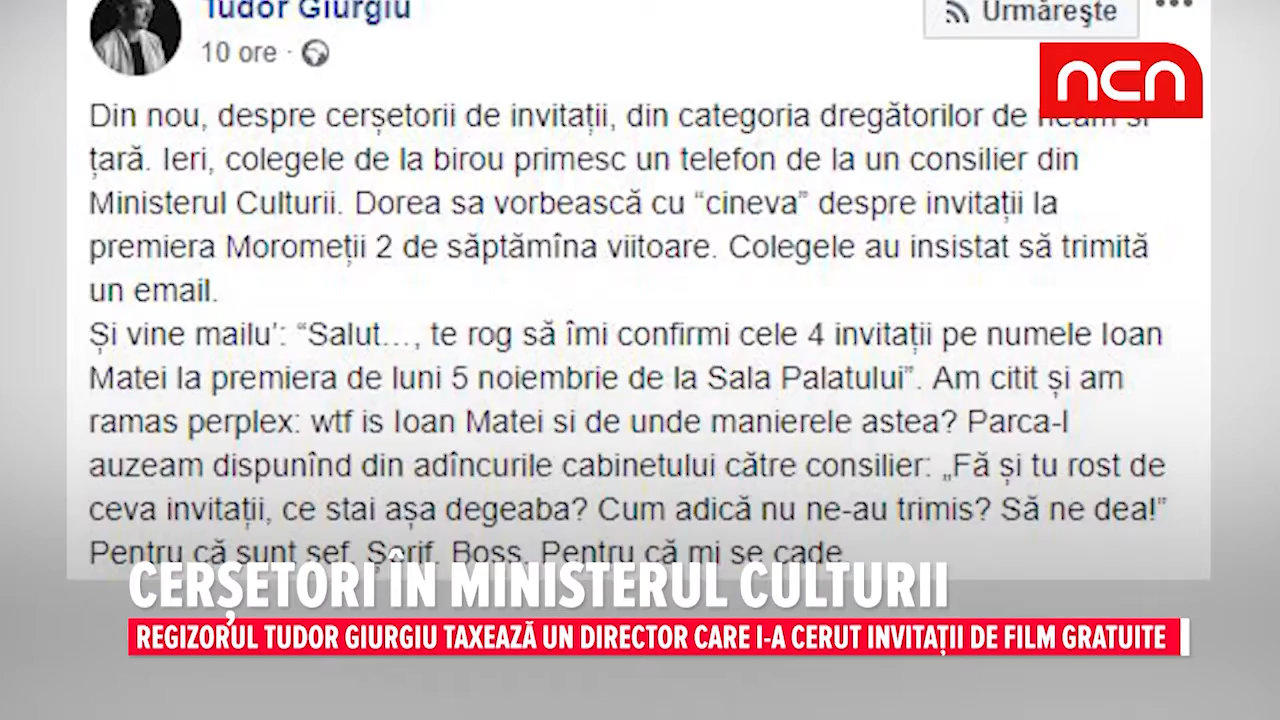 Tudor Giurgiu
Urmărește
10 ore
ncn
Din nou, despre cerșetorii de invitații, din categoria dregătorilor de neam si
țară. Ieri, colegele de la birou primesc un telefon de la un consilier din
Ministerul Culturii. Dorea sa vorbească cu “cineva” despre invitații la
premiera Moromeții 2 de săptămîna viitoare. Colegele au insistat să trimită
un email.
Și vine mailu’: “Salut..., te rog să îmi confirmi cele 4 invitații pe numele Ioan
Matei la premiera de luni 5 noiembrie de la Sala Palatului”. Am citit și am
ramas perplex: wtf is Ioan Matei si de unde manierele astea? Parca-l
auzeam dispunînd din adîncurile cabinetului către consilier: „Fă și tu rost de
ceva invitații, ce stai așa degeaba? Cum adică nu ne-au trimis? Să ne dea!”
Pentru că sunt șef. Șerif. Boss. Pentru că mi se cade.
CERȘETORI ÎN MINISTERUL CULTURII
REGIZORUL TUDOR GIURGIU TAXEAZĂ UN DIRECTOR CARE I-A CERUT INVITAȚII DE FILM GRATUITE